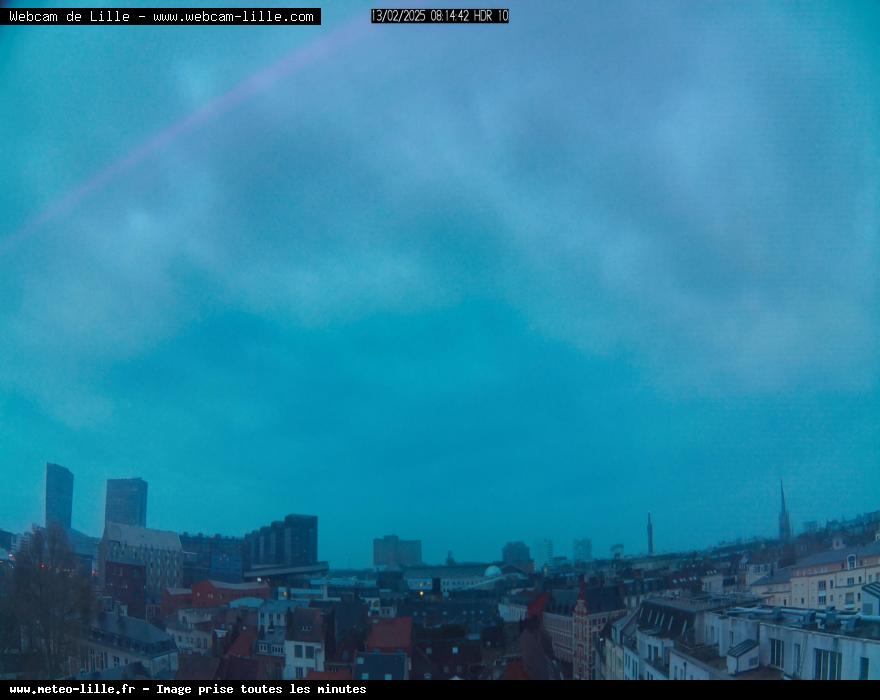 Webcam de Lille - www.webcam-lille.com
13/02/2025 08:14:42 HDR 10
www.meteo-lille.fr - Image prise toutes les minutes